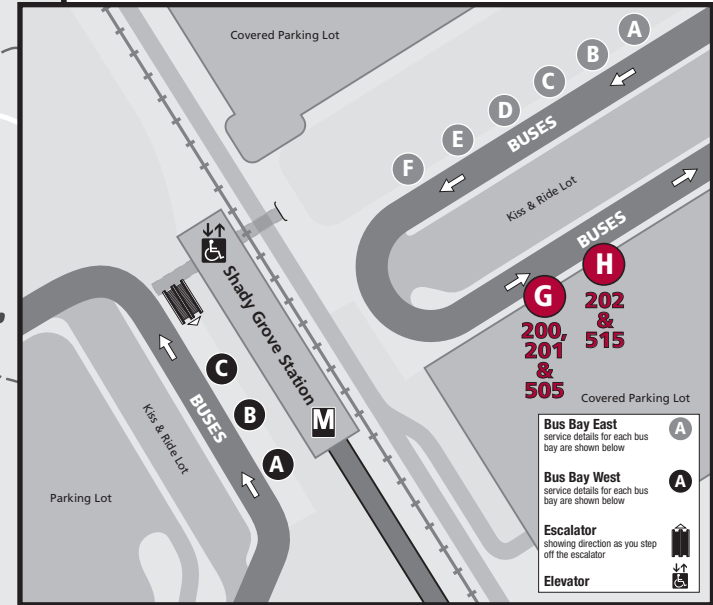 Covered Parking Lot
A
B
C
D
E
F
BUSES
Kiss & Ride Lot
BUSES
H
202
&
515
G
200,
201
&
505
Shady Grove Station
M
C
B
A
BUSES
Kiss & Ride Lot
Parking Lot
Covered Parking Lot
Bus Bay East
service details for each bus
bay are shown below
A
Bus Bay West
service details for each bus
bay are shown below
A
Escalator
showing direction as you step
off the escalator
Elevator